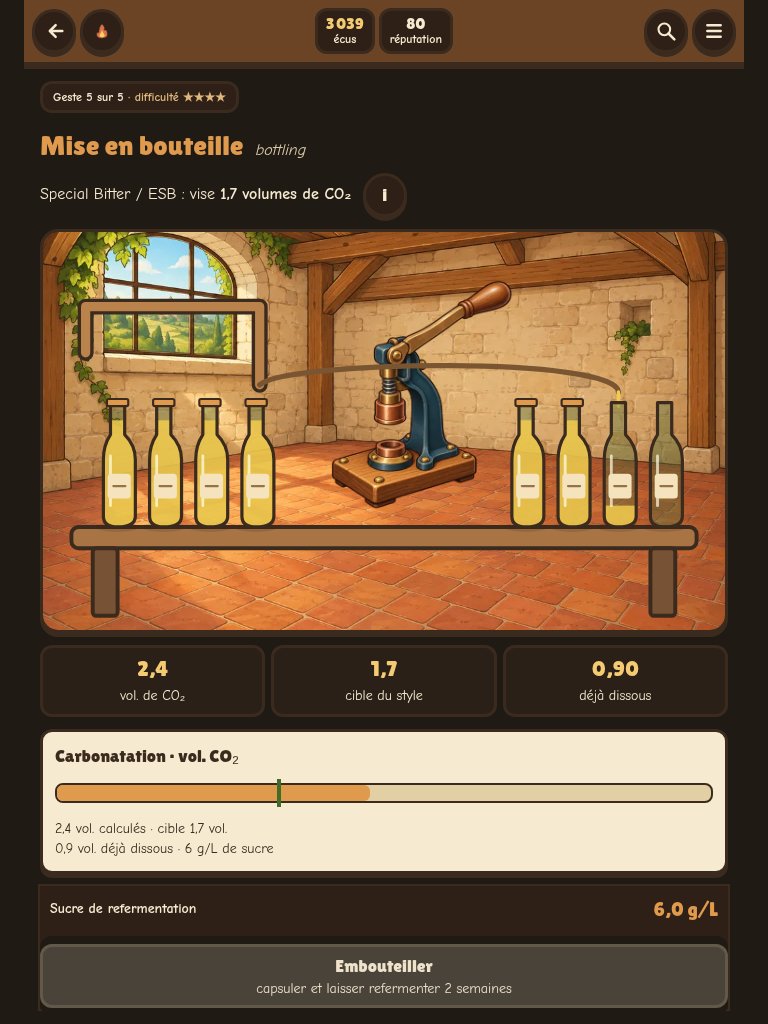 3 039
écus
80
réputation
Geste 5 sur 5 · difficulté ★★★★
Mise en bouteille bottling
Special Bitter / ESB : vise 1,7 volumes de CO₂ i
2,4
vol. de CO₂
1,7
cible du style
0,90
déjà dissous
Carbonatation · vol. CO₂
2,4 vol. calculés · cible 1,7 vol.
0,9 vol. déjà dissous · 6 g/L de sucre
Sucre de refermentation 6,0 g/L
Embouteiller
capsuler et laisser refermenter 2 semaines